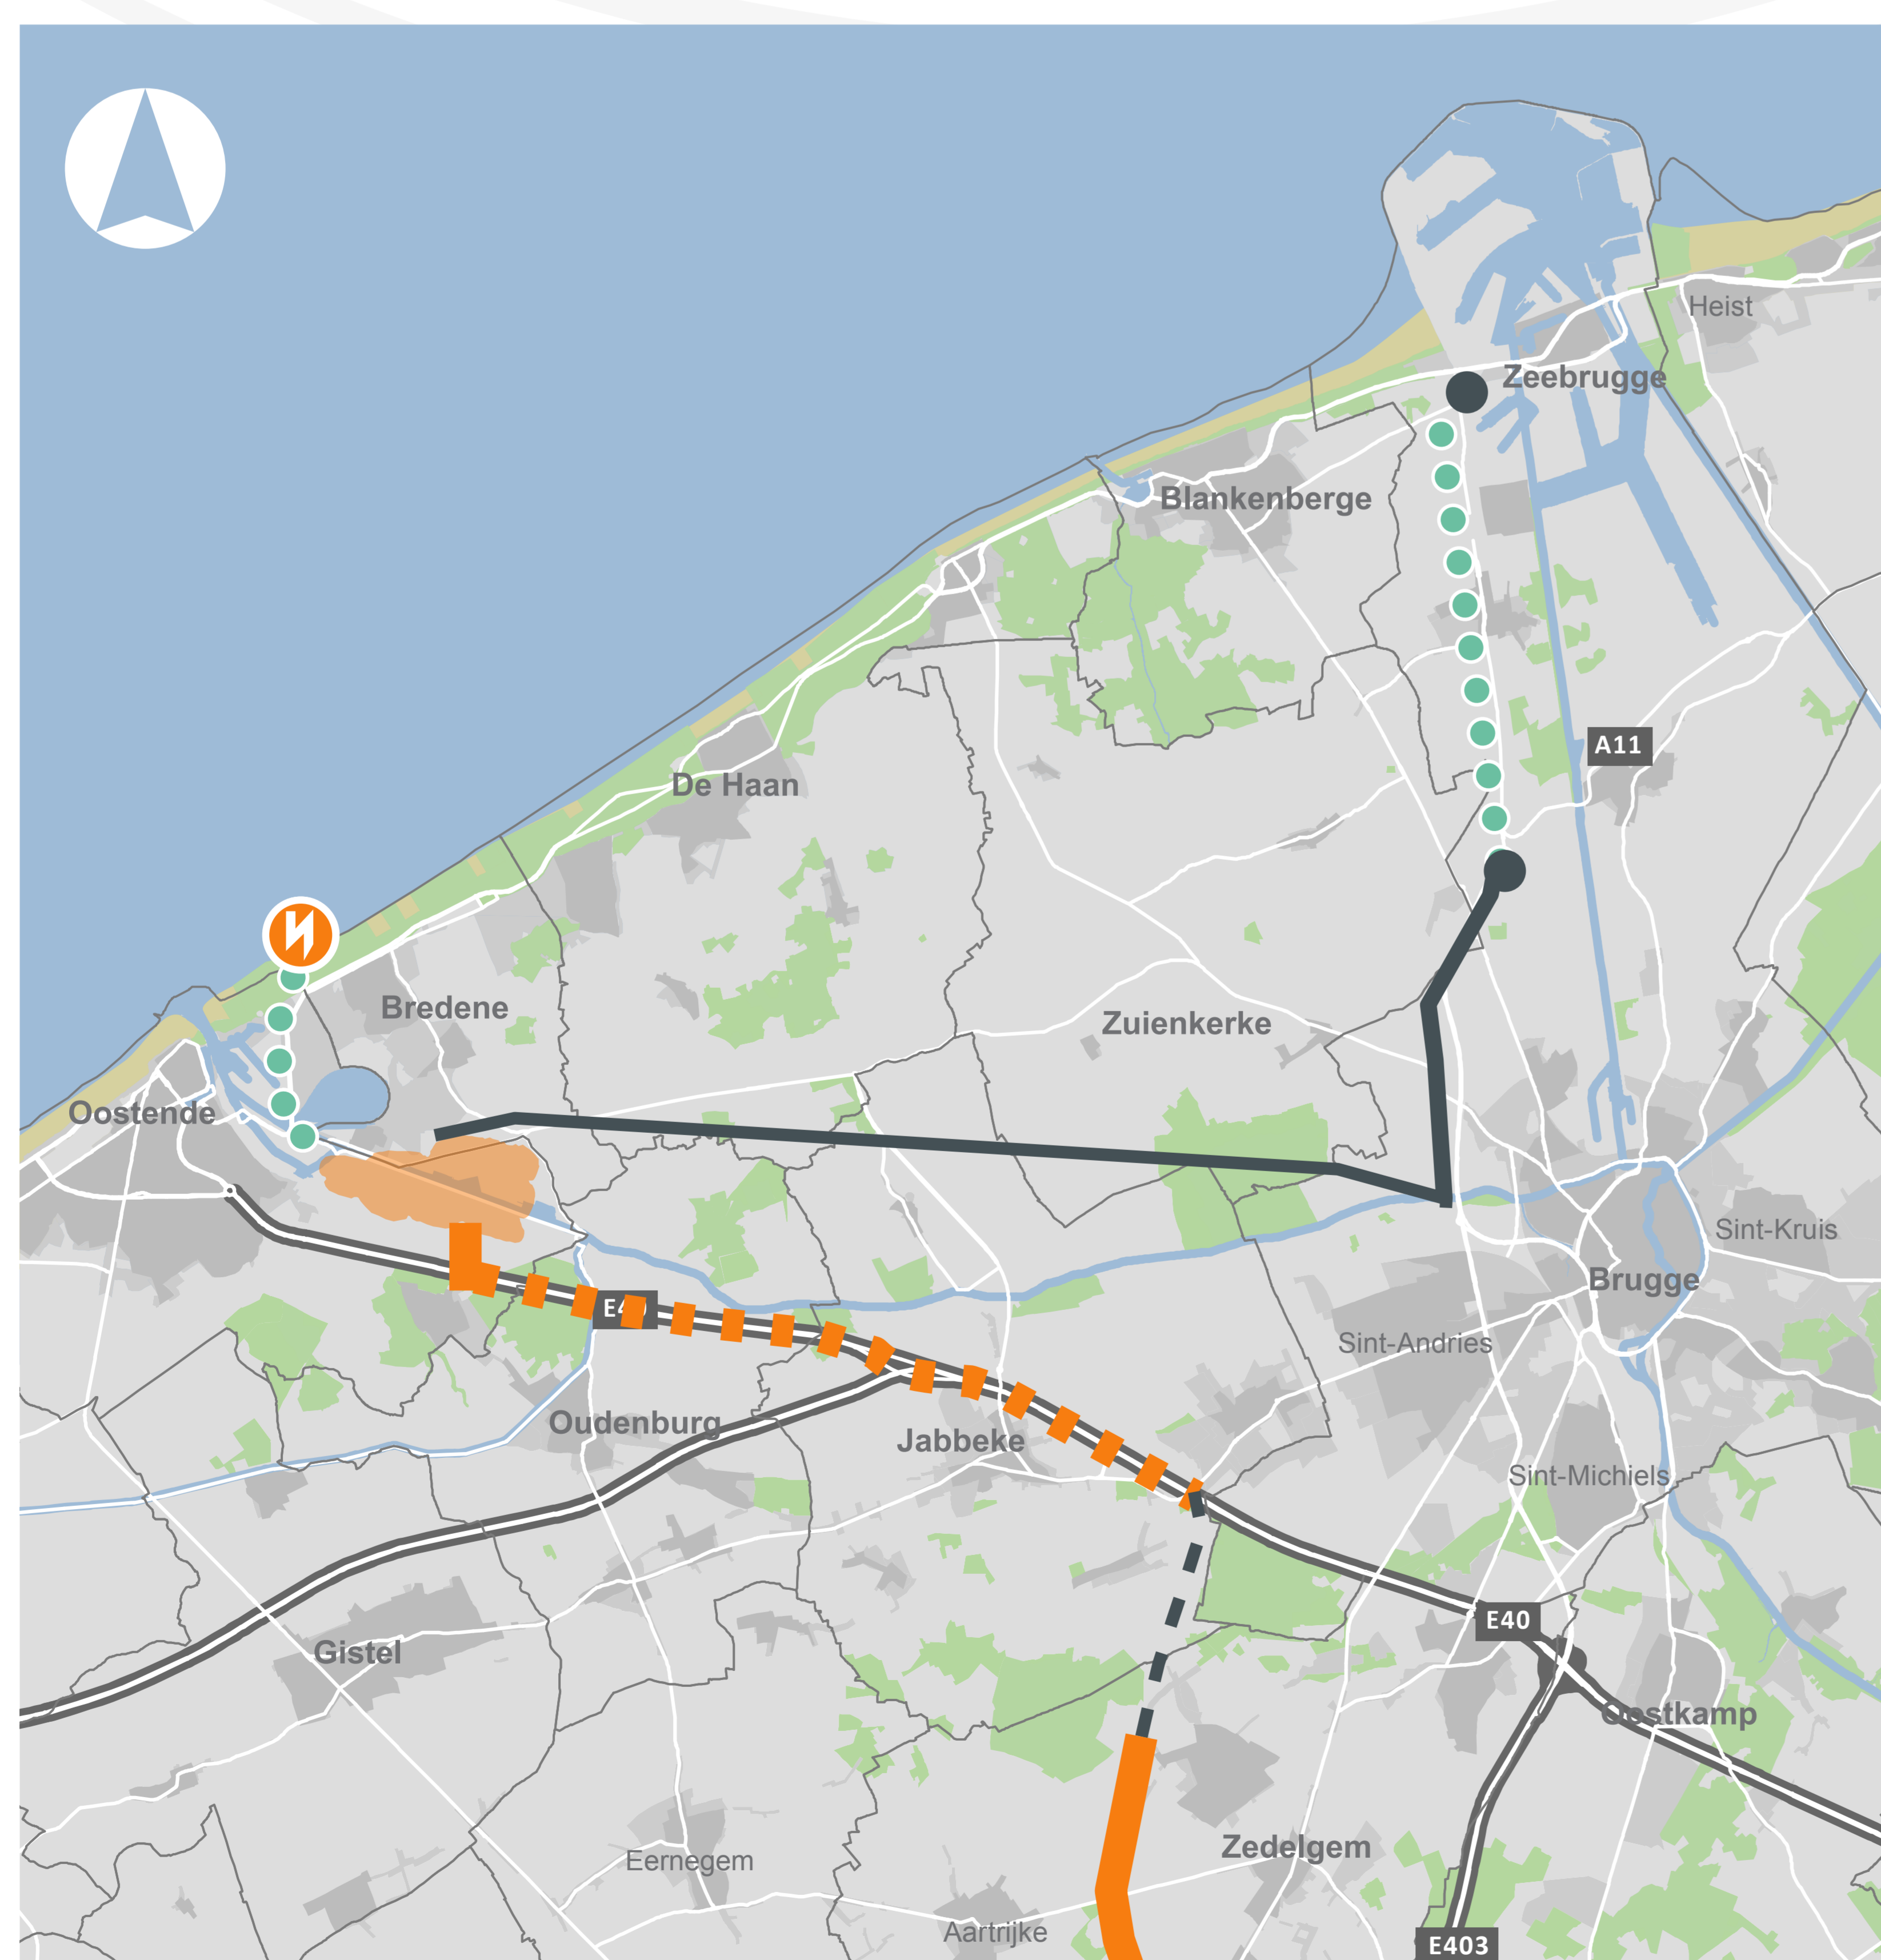 Heist
Zeebrugge
Blankenberge
A11
De Haan
Bredene
Zuienkerke
Oostende
Sint-Kruis
Brugge
Sint-Andries
Oudenburg
Jabbeke
Sint-Michiels
E40
Gistel
Oostkamp
Zedelgem
Eernegem
Aartrijke
E403